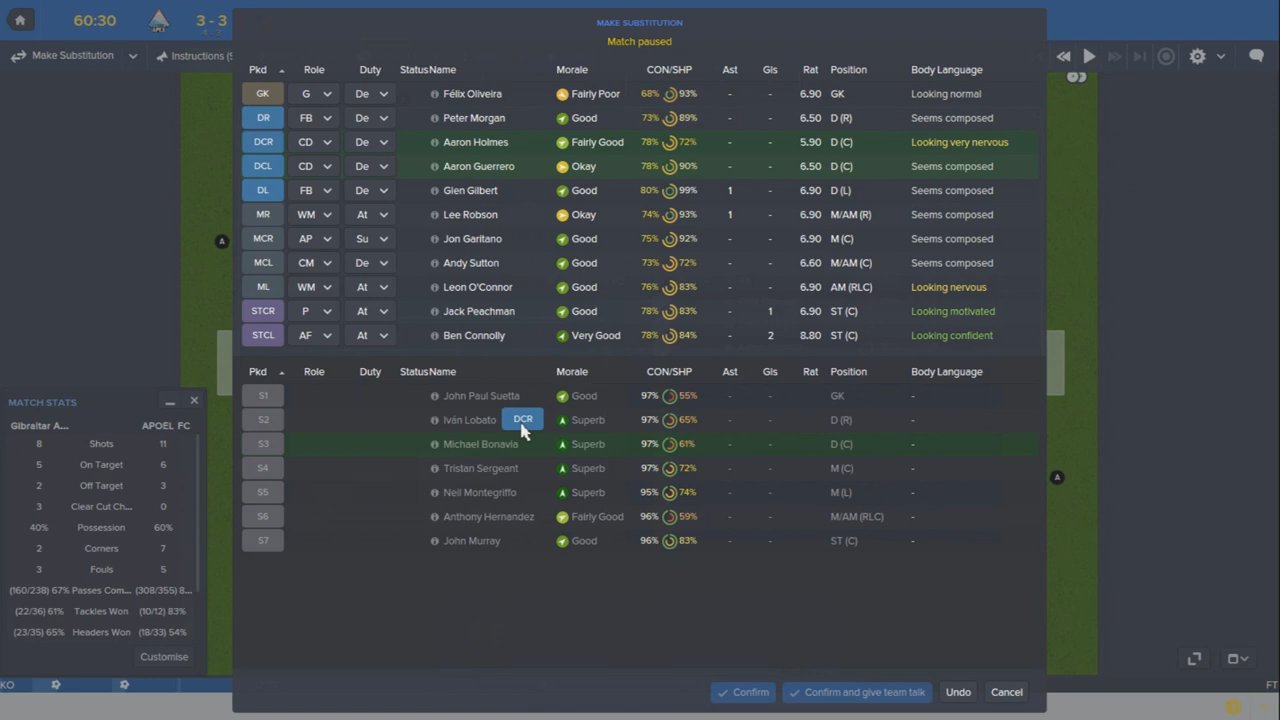 60:30 APES 3 - 3
4 - 3
Make Substitution Instructions (S
MAKE SUBSTITUTION
Match paused
Pkd Role Duty Status Name Morale CON/SHP Ast Gls Rat Position Body Language
GK G De Félix Oliveira Fairly Poor 68% 93% - - 6.90 GK Looking normal
DR FB De Peter Morgan Good 73% 89% - - 6.50 D (R) Seems composed
DCR CD De Aaron Holmes Fairly Good 78% 72% - - 5.90 D (C) Looking very nervous
DCL CD De Aaron Guerrero Okay 78% 90% - - 6.50 D (C) Seems composed
DL FB De Glen Gilbert Good 80% 99% 1 - 6.90 D (L) Seems composed
MR WM At Lee Robson Okay 74% 93% 1 - 6.90 M/AM (R) Seems composed
MCR AP Su Jon Garitano Good 75% 92% - - 6.90 M (C) Seems composed
MCL CM De Andy Sutton Good 73% 72% - - 6.60 M/AM (C) Seems composed
ML WM At Leon O'Connor Good 76% 83% - - 6.90 AM (RLC) Looking nervous
STCR P At Jack Peachman Good 78% 83% - 1 6.90 ST (C) Looking motivated
STCL AF At Ben Connolly Very Good 78% 84% - 2 8.80 ST (C) Looking confident
Pkd Role Duty Status Name Morale CON/SHP Ast Gls Rat Position Body Language
S1 John Paul Suetta Good 97% 55% - - - GK -
S2 Iván Lobato DCR Superb 97% 65% - - - D (R) -
S3 Michael Bonavia Superb 97% 61% - - - D (C) -
S4 Tristan Sergeant Superb 97% 72% - - - M (C) -
S5 Neil Montegriffo Superb 95% 74% - - - M (L) -
S6 Anthony Hernandez Fairly Good 96% 59% - - - M/AM (RLC) -
S7 John Murray Good 96% 83% - - - ST (C) -
A
A
MATCH STATS
Gibraltar A... APOEL FC
8 Shots 11
5 On Target 6
2 Off Target 3
3 Clear Cut Ch... 0
40% Possession 60%
2 Corners 7
3 Fouls 5
(160/238) 67% Passes Com... (308/355) 8...
(22/36) 61% Tackles Won (10/12) 83%
(23/35) 65% Headers Won (18/33) 54%
Customise
KO FT
Confirm Confirm and give team talk Undo Cancel